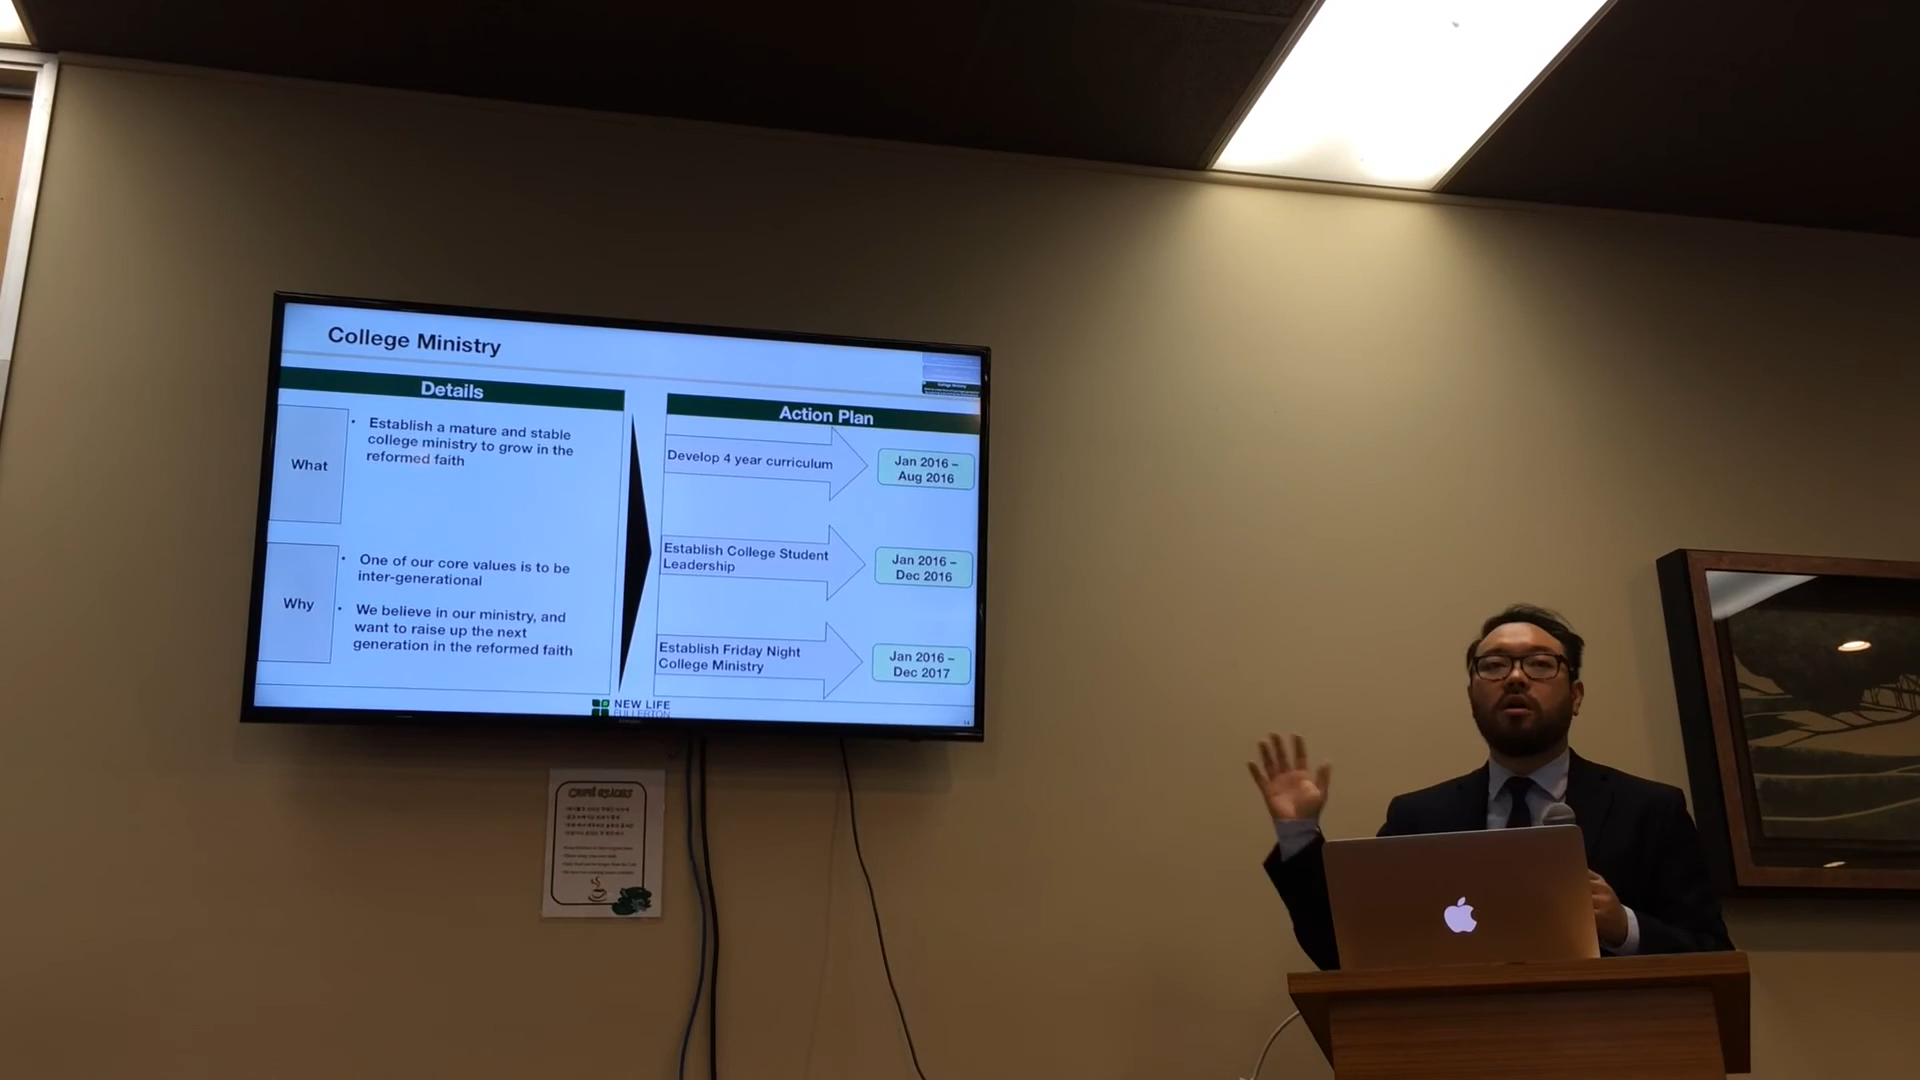 College Ministry
Details
What
• Establish a mature and stable
college ministry to grow in the
reformed faith
Why
• One of our core values is to be
inter-generational
• We believe in our ministry, and
want to raise up the next
generation in the reformed faith
Action Plan
Develop 4 year curriculum
Jan 2016 –
Aug 2016
Establish College Student
Leadership
Jan 2016 –
Dec 2016
Establish Friday Night
College Ministry
Jan 2016 –
Dec 2017
NEW LIFE
FULLERTON
14